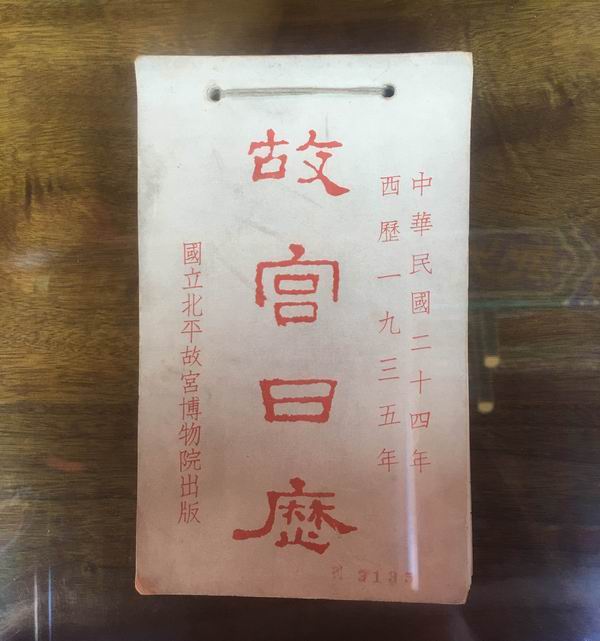 中華民國二十四年
西歷一九三五年
故宮日歷
國立北平故宮博物院出版
3133